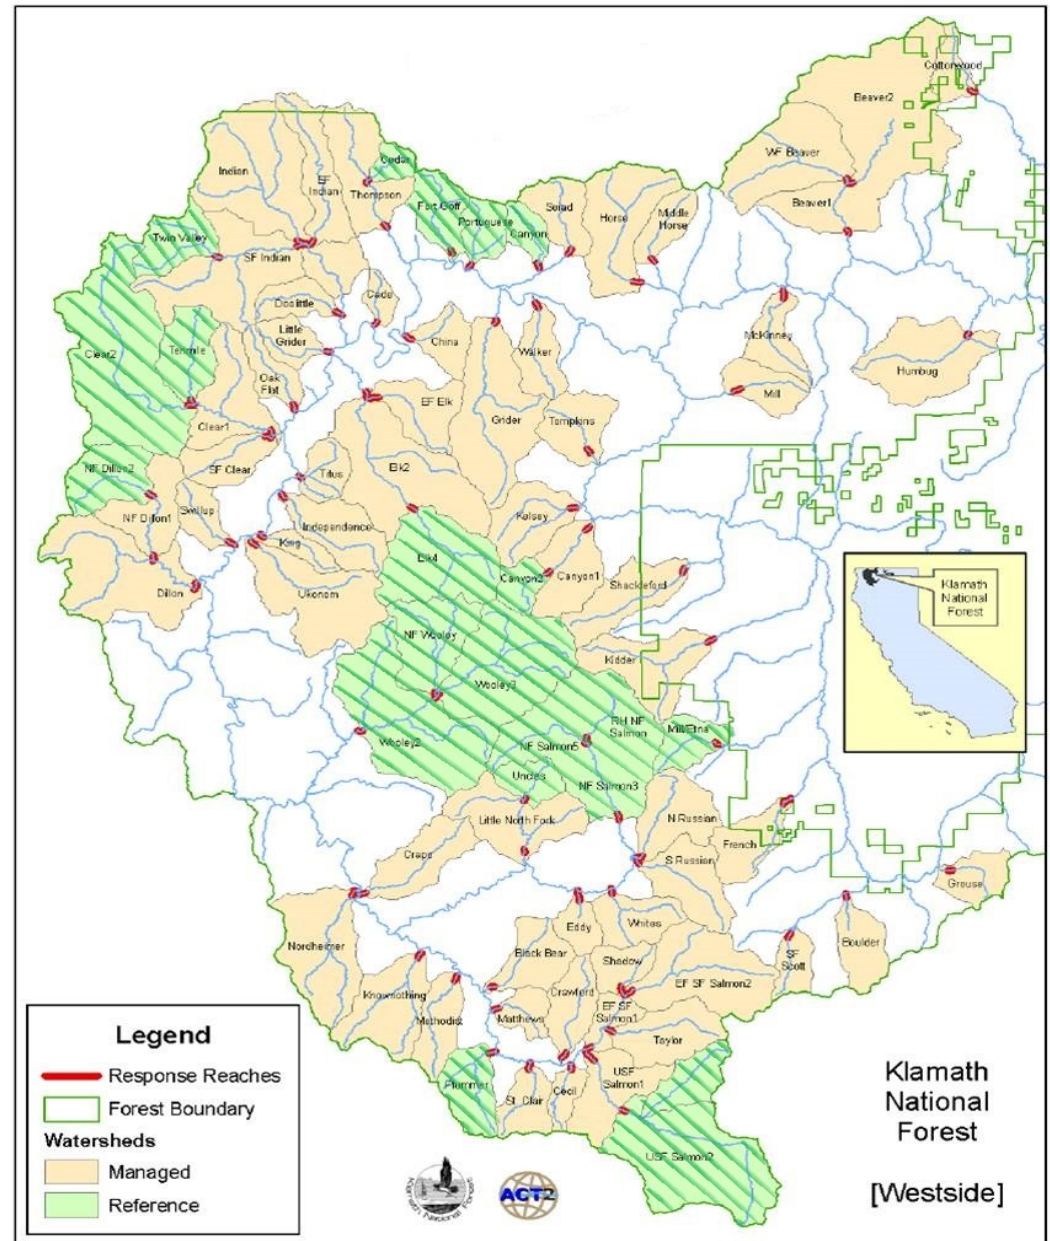 Cottonwood
Beaver2
WF Beaver
Beaver1
Indian
EF
Indian
Thompson
Cedar
Fort Goff
Portuguese
Canyon
Seiad
Horse
Middle
Horse
Twin Valley
SF Indian
Doolittle
Cade
Little
Grider
China
Walker
McKinney
Humbug
Clear2
Tenmile
Oak
Flat
EF Elk
Grider
Tompkins
Mill
Clear1
SF Clear
Elk2
Titus
NF Dillon2
Swillup
NF Dillon1
Independence
Kelsey
King
Elk4
Canyon2
Canyon1
Shackleford
Dillon
Ukonom
Klamath
National
Forest
NF Wooley
Kidder
Wooley3
RH NF
Salmon
Mill/Etna
Wooley2
NF Salmon5
Uncles
NF Salmon3
Little North Fork
N Russian
French
Craps
S Russian
Grouse
Nordheimer
Eddy
Whites
Boulder
Black Bear
Shadow
SF
Scott
Knownothing
Crawford
EF SF Salmon2
Methodist
Matthews
EF SF
Salmon1
Taylor
Plummer
St. Clair
Cecil
USF
Salmon1
USF Salmon2
Legend
Response Reaches
Forest Boundary
Watersheds
Managed
Reference
Klamath National Forest
ACT2
Klamath
National
Forest
[Westside]